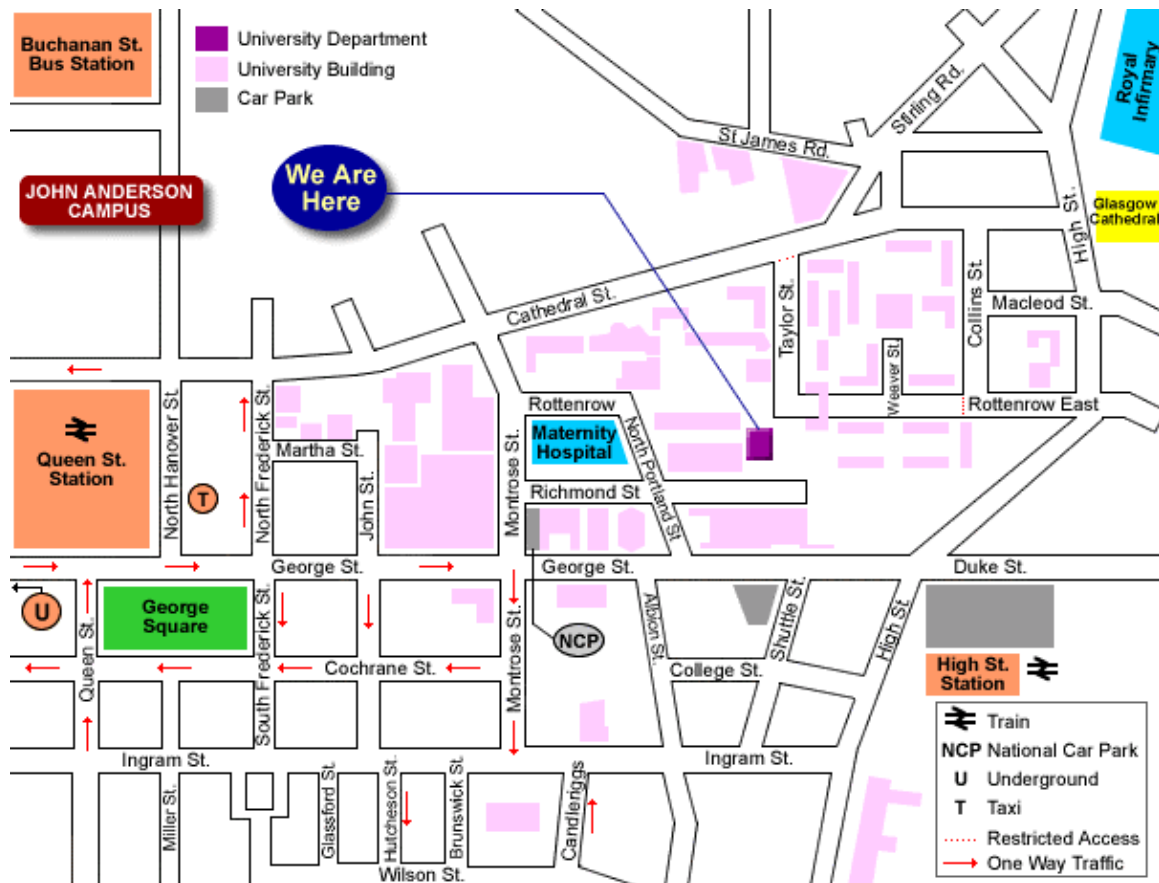 Buchanan St.
Bus Station
University Department
University Building
Car Park
Royal
Infirmary
Stirling Rd.
St James Rd.
We Are
Here
JOHN ANDERSON
CAMPUS
Glasgow
Cathedral
High St.
Cathedral St.
Taylor St.
Collins St.
Macleod St.
Weaver St
Rottenrow
Rottenrow East
North Hanover St.
North Frederick St.
Queen St.
Station
T
Martha St.
John St.
Montrose St.
Maternity
Hospital
North Portland St
Richmond St
George St.
George St.
Duke St.
U
George
Square
Queen St.
South Frederick St.
Cochrane St.
Montrose St.
NCP
Albion St.
College St.
Shuttle St.
High St.
High St.
Station
Ingram St.
Ingram St.
Miller St.
Glassford St.
Hutcheson St.
Brunswick St.
Candleriggs
Wilson St.
Train
NCP National Car Park
U Underground
T Taxi
Restricted Access
One Way Traffic